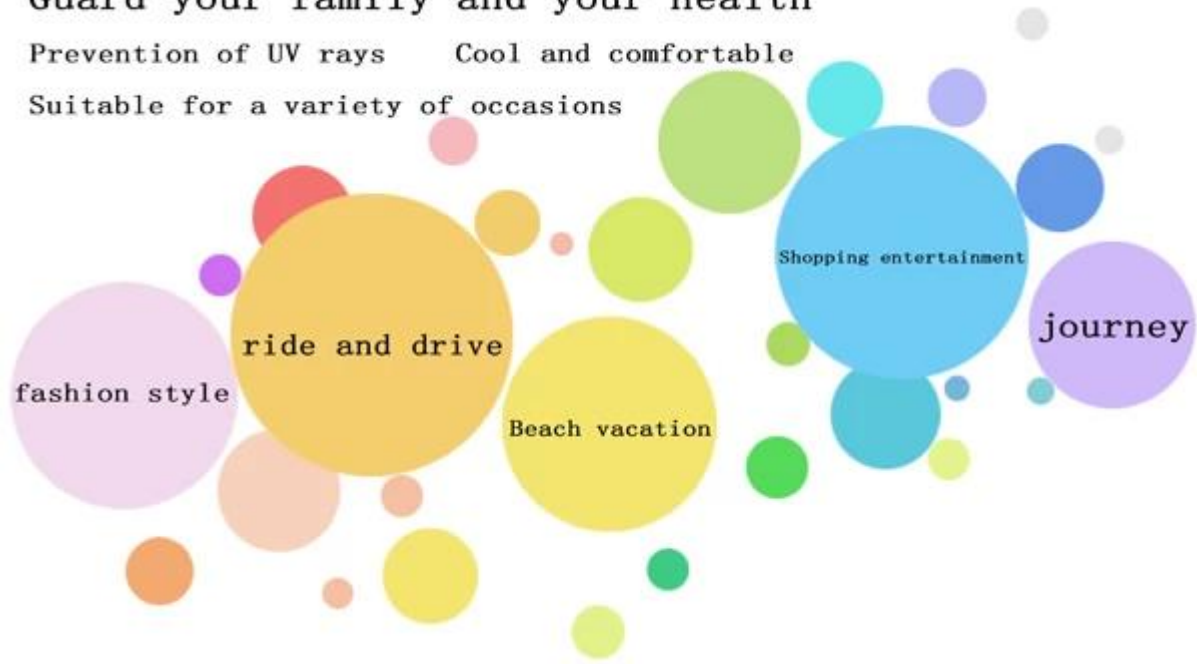 Guard your family and your health
Prevention of UV rays Cool and comfortable
Suitable for a variety of occasions
Shopping entertainment
journey
ride and drive
fashion style
Beach vacation